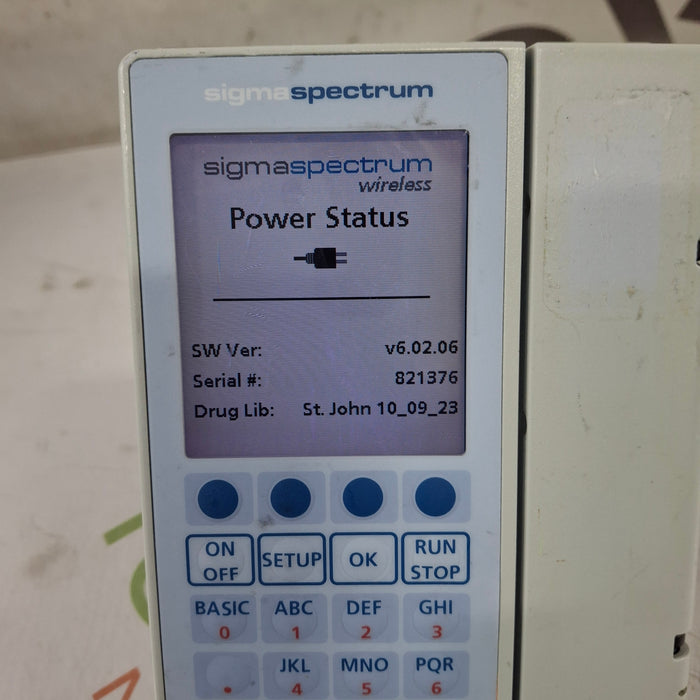 sigmaspectrum
sigmaspectrum
wireless
Power Status
SW Ver: v6.02.06
Serial #: 821376
Drug Lib: St. John 10_09_23
ON OFF SETUP OK RUN STOP
BASIC 0 ABC 1 DEF 2 GHI 3
. JKL 4 MNO 5 PQR 6